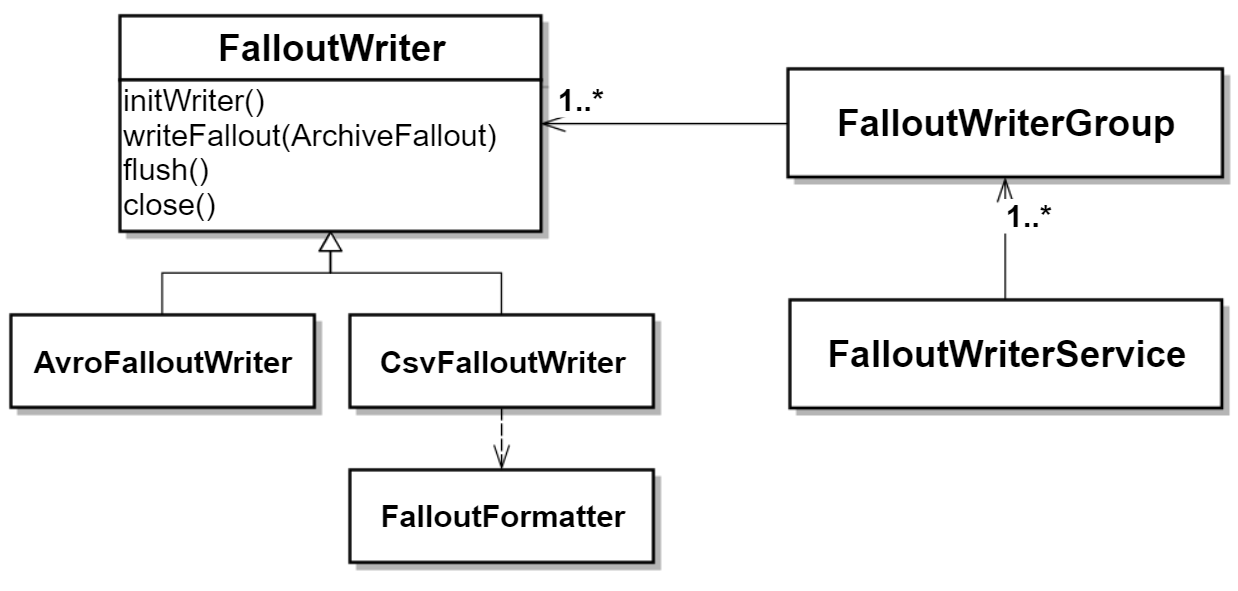 FalloutWriter
initWriter()
writeFallout(ArchiveFallout)
flush()
close()
1..*
FalloutWriterGroup
1..*
FalloutWriterService
AvroFalloutWriter
CsvFalloutWriter
FalloutFormatter